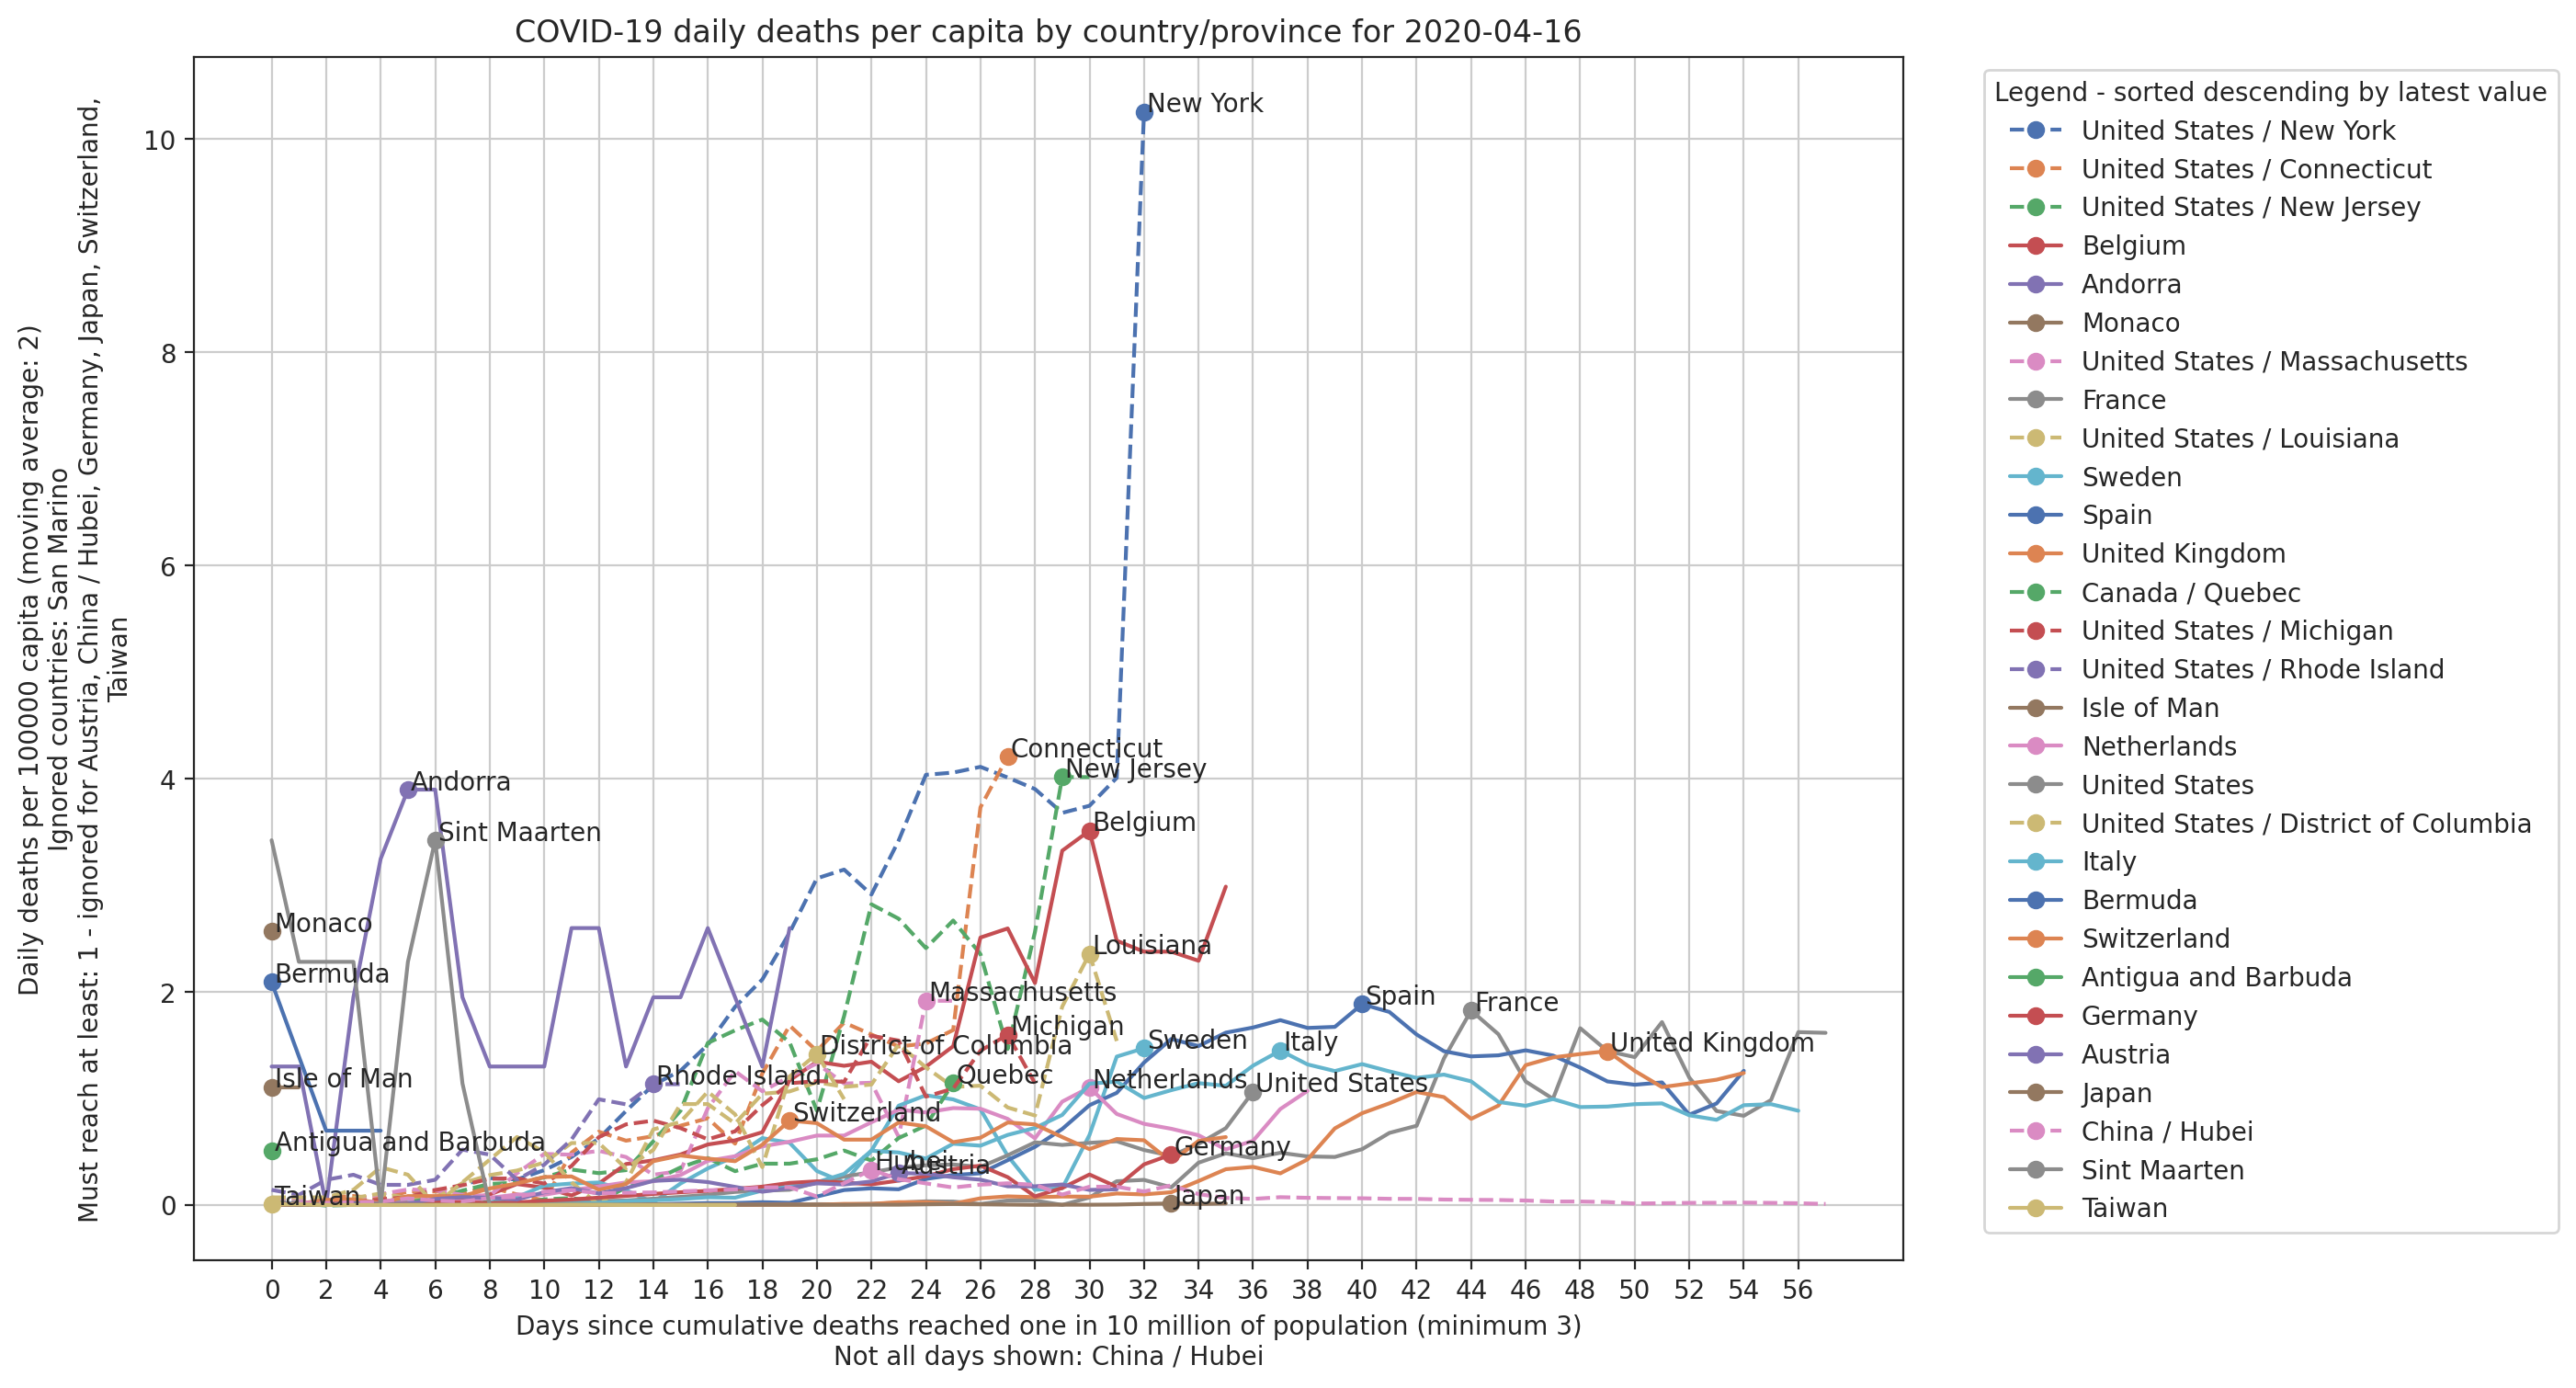 COVID-19 daily deaths per capita by country/province for 2020-04-16
Daily deaths per 100000 capita (moving average: 2)
Ignored countries: San Marino
Must reach at least: 1 - ignored for Austria, China / Hubei, Germany, Japan, Switzerland,
Taiwan
10
8
6
4
2
0
New York
Connecticut
New Jersey
Andorra
Belgium
Sint Maarten
Monaco
Louisiana
Bermuda
Massachusetts
Spain
France
Michigan
District of Columbia
Sweden
Italy
United Kingdom
Isle of Man
Rhode Island
Quebec
Netherlands
United States
Switzerland
Antigua and Barbuda
Germany
Hubei
Austria
Taiwan
Japan
0 2 4 6 8 10 12 14 16 18 20 22 24 26 28 30 32 34 36 38 40 42 44 46 48 50 52 54 56
Days since cumulative deaths reached one in 10 million of population (minimum 3)
Not all days shown: China / Hubei
Legend - sorted descending by latest value
United States / New York
United States / Connecticut
United States / New Jersey
Belgium
Andorra
Monaco
United States / Massachusetts
France
United States / Louisiana
Sweden
Spain
United Kingdom
Canada / Quebec
United States / Michigan
United States / Rhode Island
Isle of Man
Netherlands
United States
United States / District of Columbia
Italy
Bermuda
Switzerland
Antigua and Barbuda
Germany
Austria
Japan
China / Hubei
Sint Maarten
Taiwan